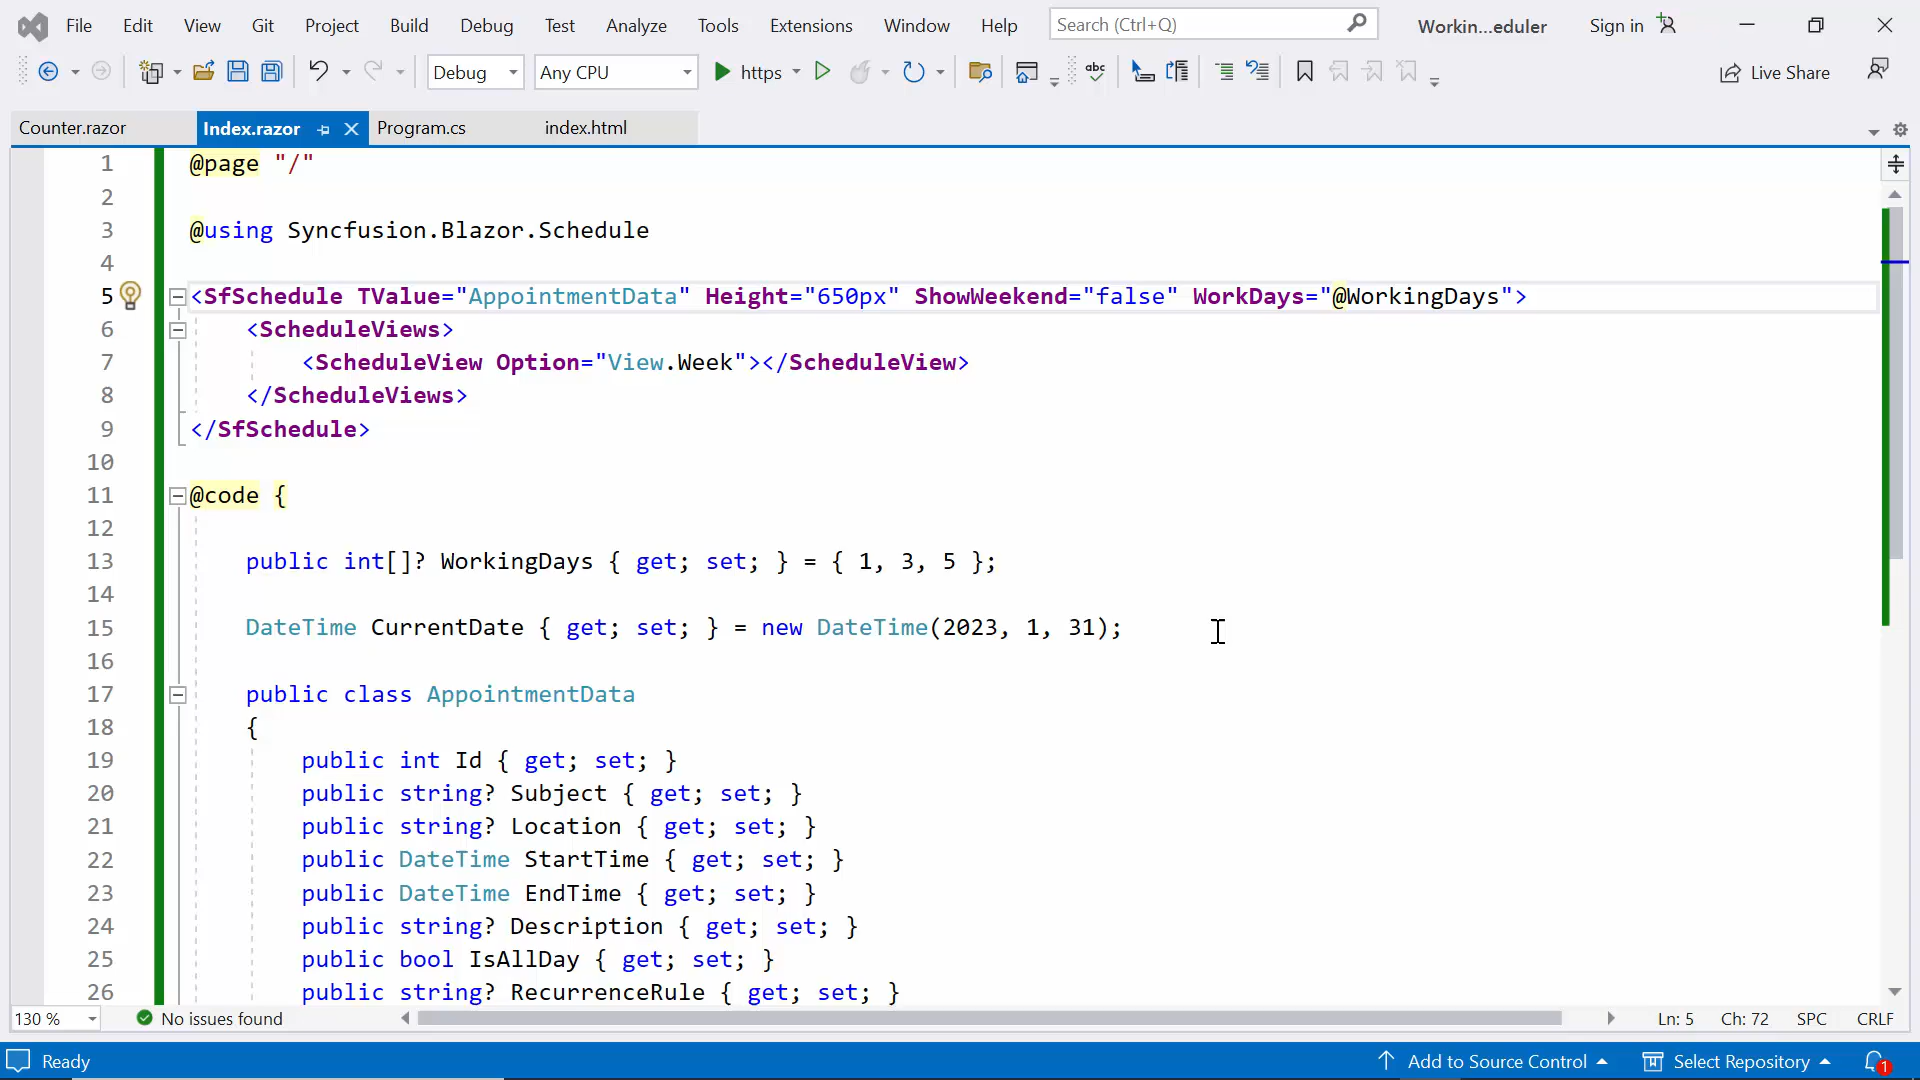 File Edit View Git Project Build Debug Test Analyze Tools Extensions Window Help Search (Ctrl+Q) Workin...eduler Sign in
Debug Any CPU https abc Live Share
Counter.razor Index.razor Program.cs index.html
1 @page "/"
2
3 @using Syncfusion.Blazor.Schedule
4
5 <SfSchedule TValue="AppointmentData" Height="650px" ShowWeekend="false" WorkDays="@WorkingDays">
6 <ScheduleViews>
7 <ScheduleView Option="View.Week"></ScheduleView>
8 </ScheduleViews>
9 </SfSchedule>
10
11 @code {
12
13 public int[]? WorkingDays { get; set; } = { 1, 3, 5 };
14
15 DateTime CurrentDate { get; set; } = new DateTime(2023, 1, 31);
16
17 public class AppointmentData
18 {
19 public int Id { get; set; }
20 public string? Subject { get; set; }
21 public string? Location { get; set; }
22 public DateTime StartTime { get; set; }
23 public DateTime EndTime { get; set; }
24 public string? Description { get; set; }
25 public bool IsAllDay { get; set; }
26 public string? RecurrenceRule { get; set; }
130 % No issues found Ln: 5 Ch: 72 SPC CRLF
Ready Add to Source Control Select Repository 1